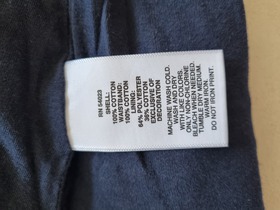 RN 54023
SHELL:
100% COTTON
WAISTBAND:
100% COTTON
LINING:
64% POLYESTER
36% COTTON
EXCLUSIVE OF
DECORATION
MACHINE WASH COLD.
WASH AND DRY
WITH LIKE COLORS.
ONLY NON-CHLORINE
BLEACH WHEN NEEDED.
TUMBLE DRY MEDIUM.
WARM IRON.
DO NOT IRON PRINT.